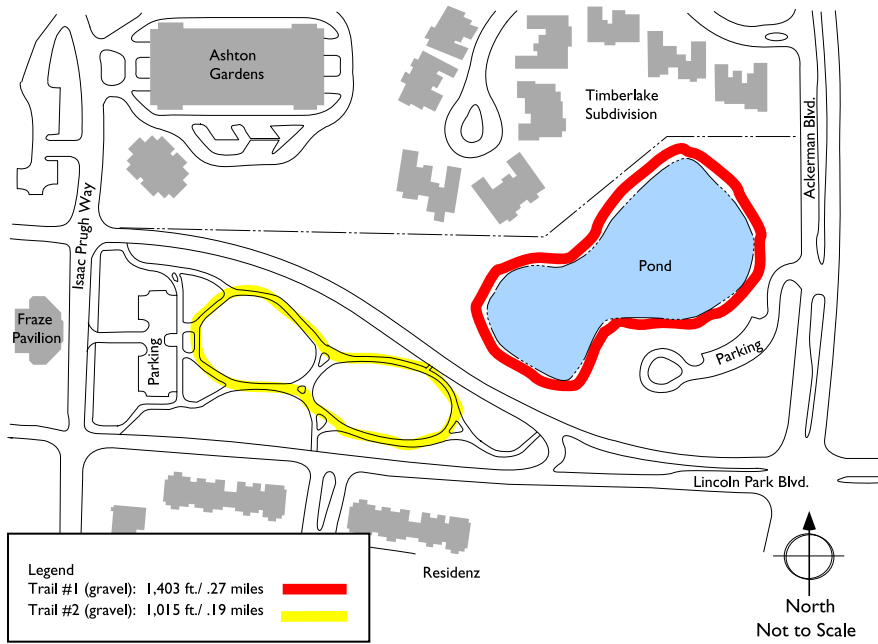 Ashton
Gardens
Timberlake
Subdivision
Ackerman Blvd.
Isaac Prugh Way
Pond
Fraze
Pavilion
Parking
Parking
Lincoln Park Blvd.
Residenz
Legend
Trail #1 (gravel): 1,403 ft./ .27 miles
Trail #2 (gravel): 1,015 ft./ .19 miles
North
Not to Scale